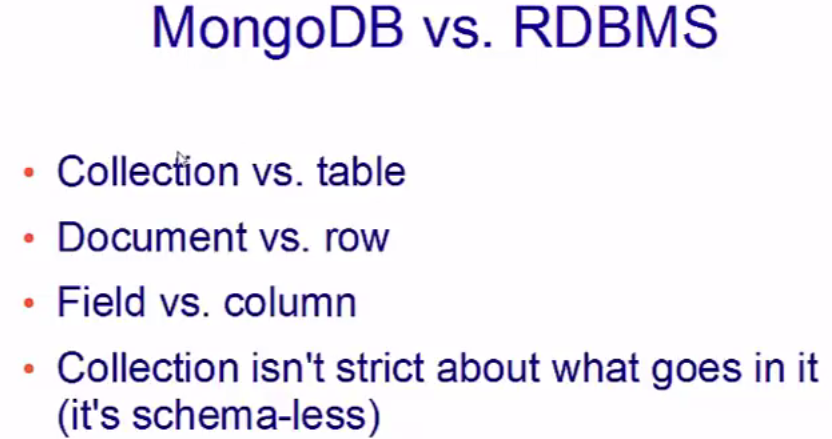 MongoDB vs. RDBMS
• Collection vs. table
• Document vs. row
• Field vs. column
• Collection isn't strict about what goes in it
(it's schema-less)